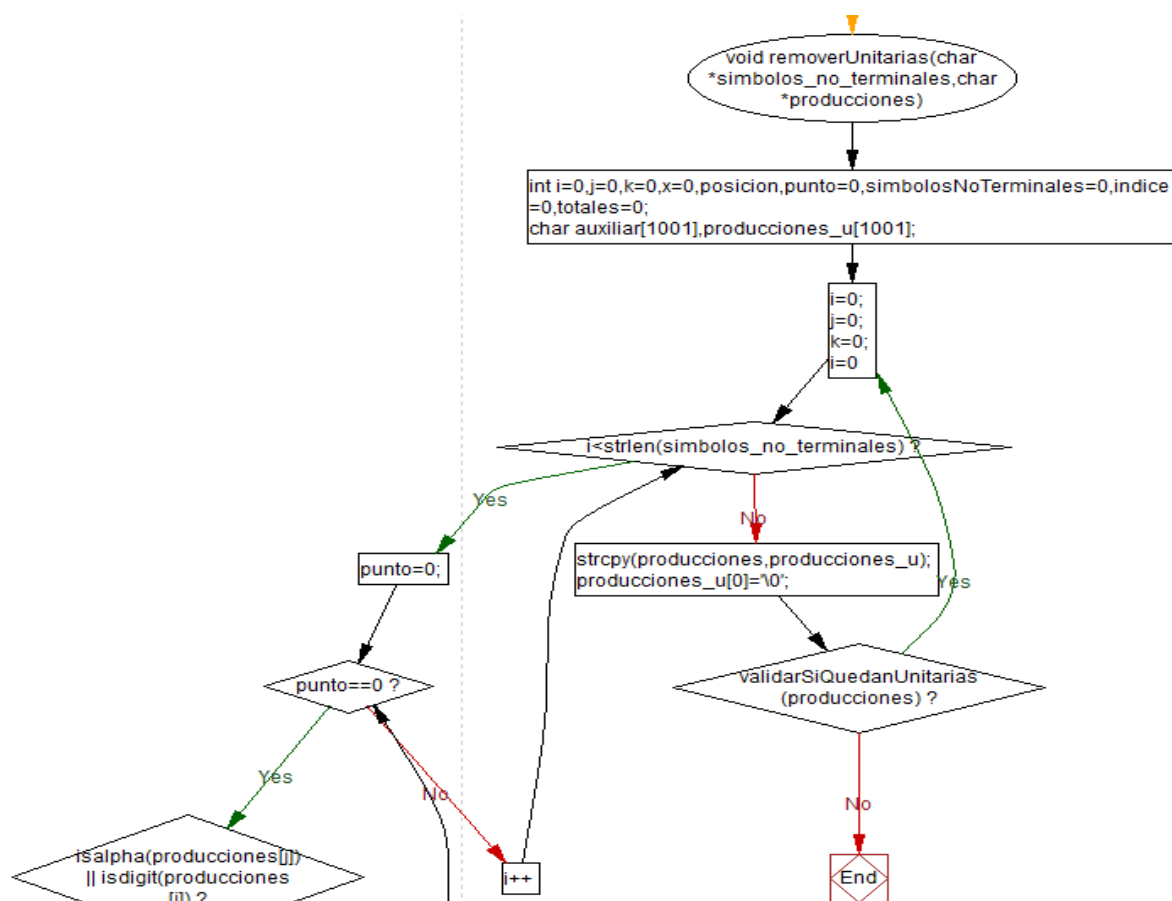 void removerUnitarias(char
*simbolos_no_terminales,char
*producciones)
int i=0,j=0,k=0,x=0,posicion,punto=0,simbolosNoTerminales=0,indice
=0,totales=0;
char auxiliar[1001],producciones_u[1001];
i=0;
j=0;
k=0;
i=0
i<strlen(simbolos_no_terminales) ?
Yes
No
punto=0;
strcpy(producciones,producciones_u);
producciones_u[0]='\0';
Yes
punto==0 ?
validarSiQuedanUnitarias
(producciones) ?
Yes
No
No
isalpha(producciones[j])
|| isdigit(producciones
[j]) ?
i++
End